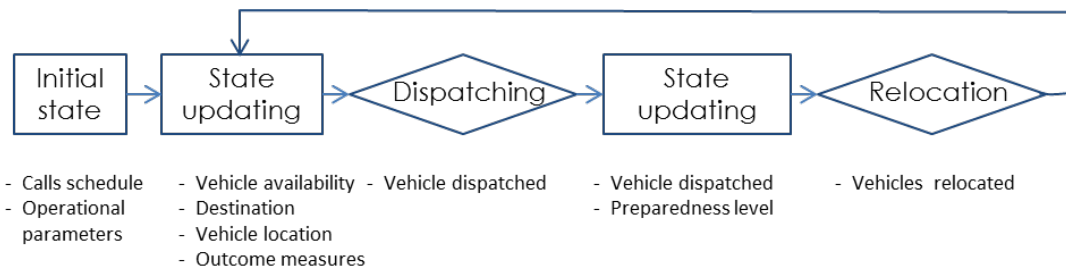 Initial
state
State
updating
Dispatching
State
updating
Relocation
- Calls schedule
- Operational
parameters
- Vehicle availability
- Destination
- Vehicle location
- Outcome measures
- Vehicle dispatched
- Vehicle dispatched
- Preparedness level
- Vehicles relocated